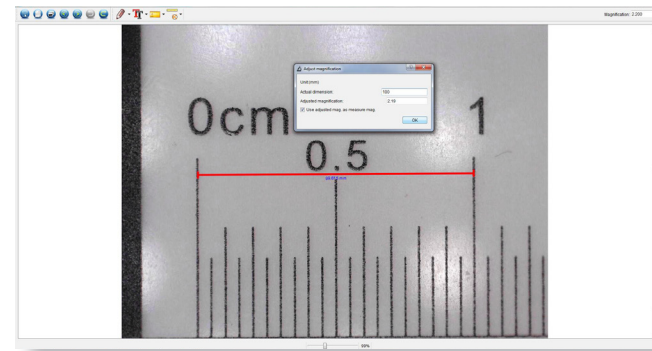 Magnification: 2.200
Adjust magnification
Unit:(mm)
Actual dimension:
100
Adjusted magnification:
2.18
Use adjusted mag. as measure mag
Ok
0cm
1
0.5